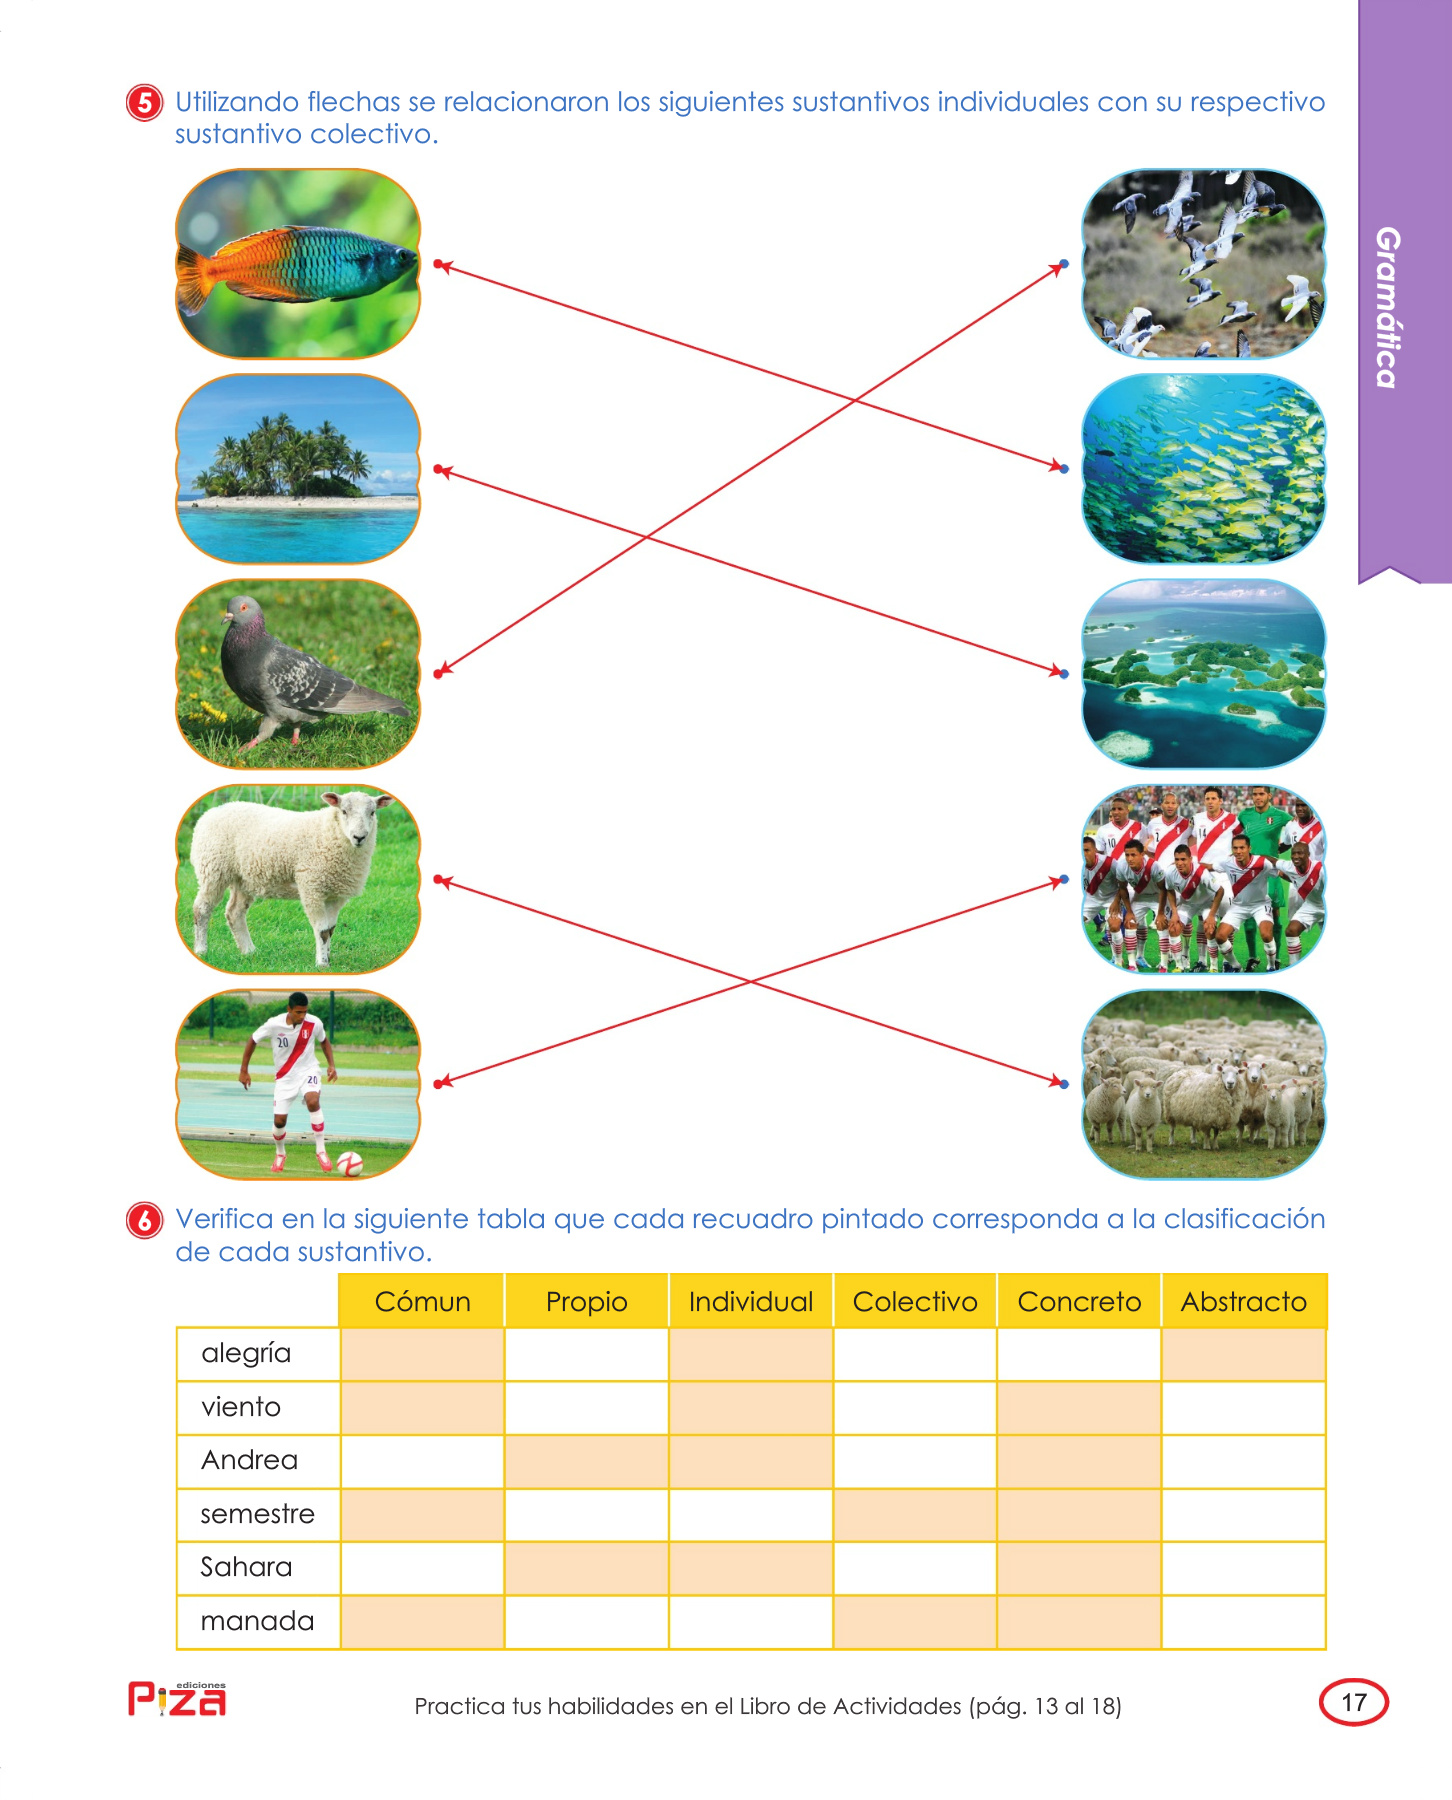 5 Utilizando flechas se relacionaron los siguientes sustantivos individuales con su respectivo
sustantivo colectivo.
Gramática
6 Verifica en la siguiente tabla que cada recuadro pintado corresponda a la clasificación
de cada sustantivo.
Cómun Propio Individual Colectivo Concreto Abstracto
alegría
viento
Andrea
semestre
Sahara
manada
ediciones
Piza
Practica tus habilidades en el Libro de Actividades (pág. 13 al 18)
17